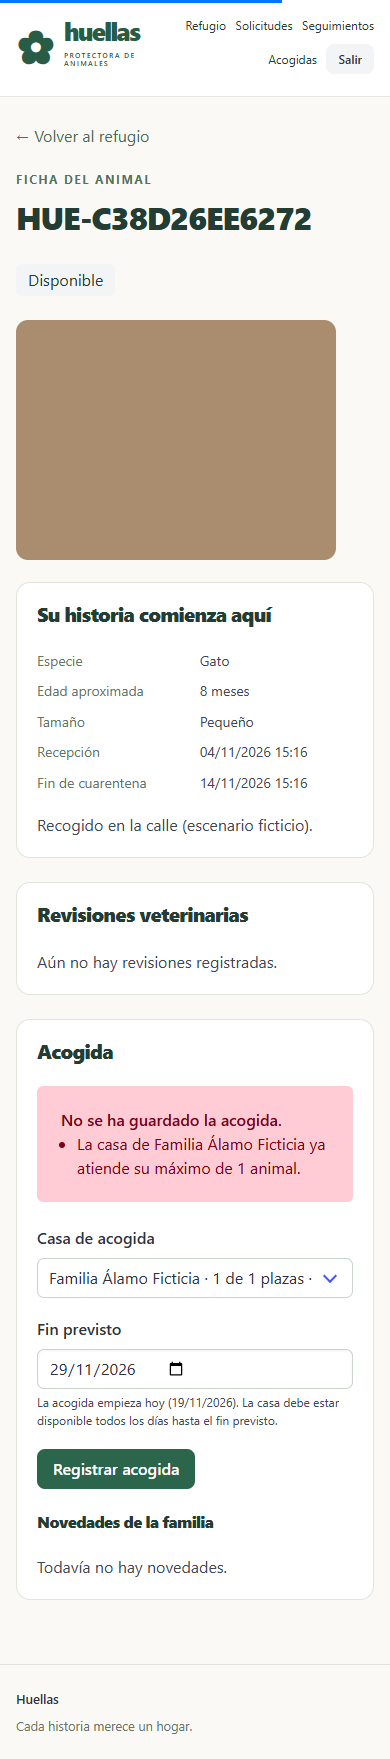 huellas
PROTECTORA DE
ANIMALES
Refugio Solicitudes Seguimientos
Acogidas Salir
← Volver al refugio
FICHA DEL ANIMAL
HUE-C38D26EE6272
Disponible
Su historia comienza aquí
Especie Gato
Edad aproximada 8 meses
Tamaño Pequeño
Recepción 04/11/2026 15:16
Fin de cuarentena 14/11/2026 15:16
Recogido en la calle (escenario ficticio).
Revisiones veterinarias
Aún no hay revisiones registradas.
Acogida
No se ha guardado la acogida.
• La casa de Familia Álamo Ficticia ya
atiende su máximo de 1 animal.
Casa de acogida
Familia Álamo Ficticia · 1 de 1 plazas ·
Fin previsto
29/11/2026
La acogida empieza hoy (19/11/2026). La casa debe estar
disponible todos los días hasta el fin previsto.
Registrar acogida
Novedades de la familia
Todavía no hay novedades.
Huellas
Cada historia merece un hogar.